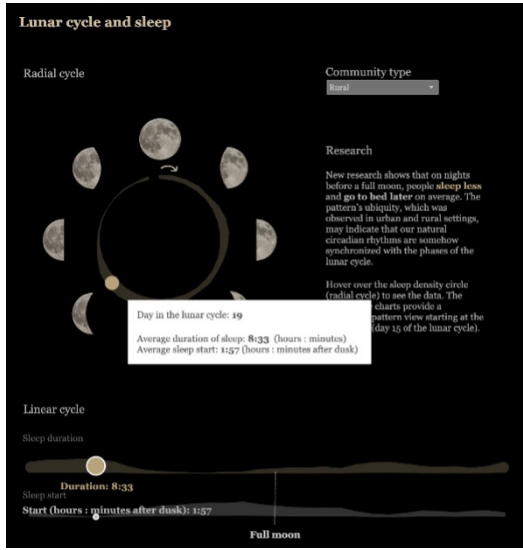 Lunar cycle and sleep
Radial cycle
Community type
Rural
Research
New research shows that on nights
before a full moon, people sleep less
and go to bed later on average. The
pattern's ubiquity, which was
observed in urban and rural settings,
may indicate that our natural
circadian rhythms are somehow
synchronized with the phases of the
lunar cycle.
Hover over the sleep density circle
(radial cycle) to see the data. The
charts provide a
pattern view starting at the
(day 15 of the lunar cycle).
Day in the lunar cycle: 19
Average duration of sleep: 8:33 (hours : minutes)
Average sleep start: 1:57 (hours : minutes after dusk)
Linear cycle
Sleep duration
Duration: 8:33
Sleep start
Start (hours : minutes after dusk): 1:57
Full moon